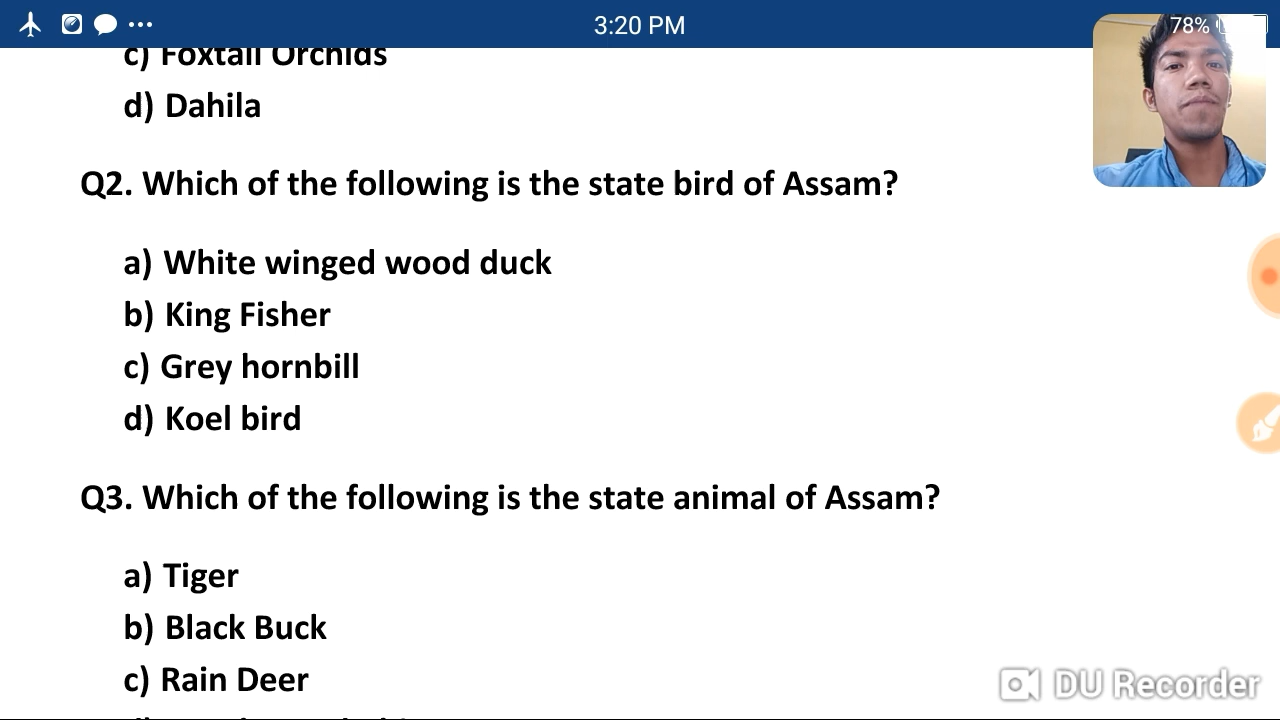 3:20 PM
78%
c) Foxtail Orchids
d) Dahila
Q2. Which of the following is the state bird of Assam?
a) White winged wood duck
b) King Fisher
c) Grey hornbill
d) Koel bird
Q3. Which of the following is the state animal of Assam?
a) Tiger
b) Black Buck
c) Rain Deer
DU Recorder